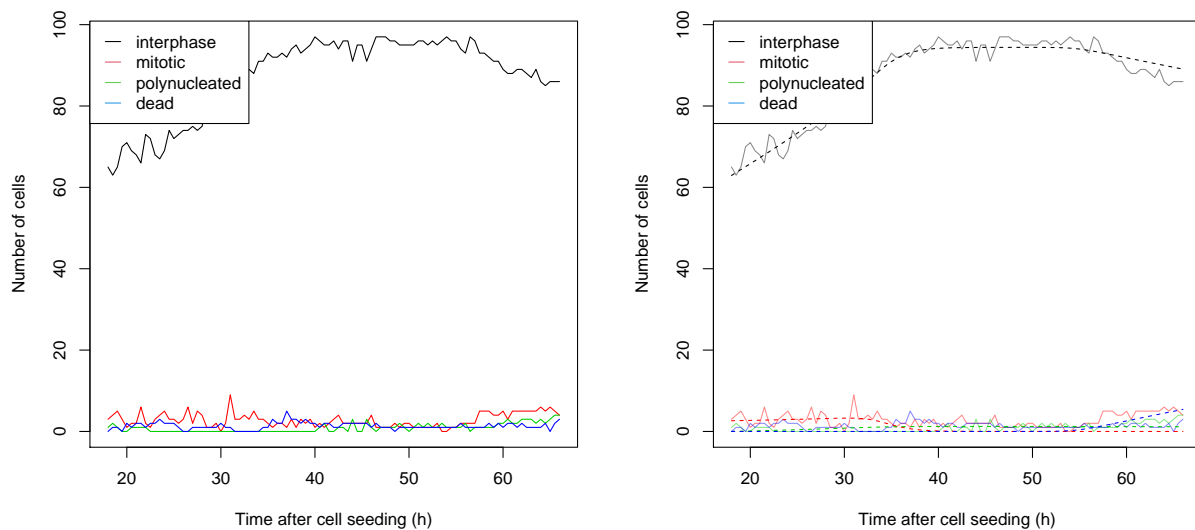 100
80
60
40
20
0
Number of cells
interphase
mitotic
polynucleated
dead
20 30 40 50 60
Time after cell seeding (h)
100
80
60
40
20
0
Number of cells
interphase
mitotic
polynucleated
dead
20 30 40 50 60
Time after cell seeding (h)